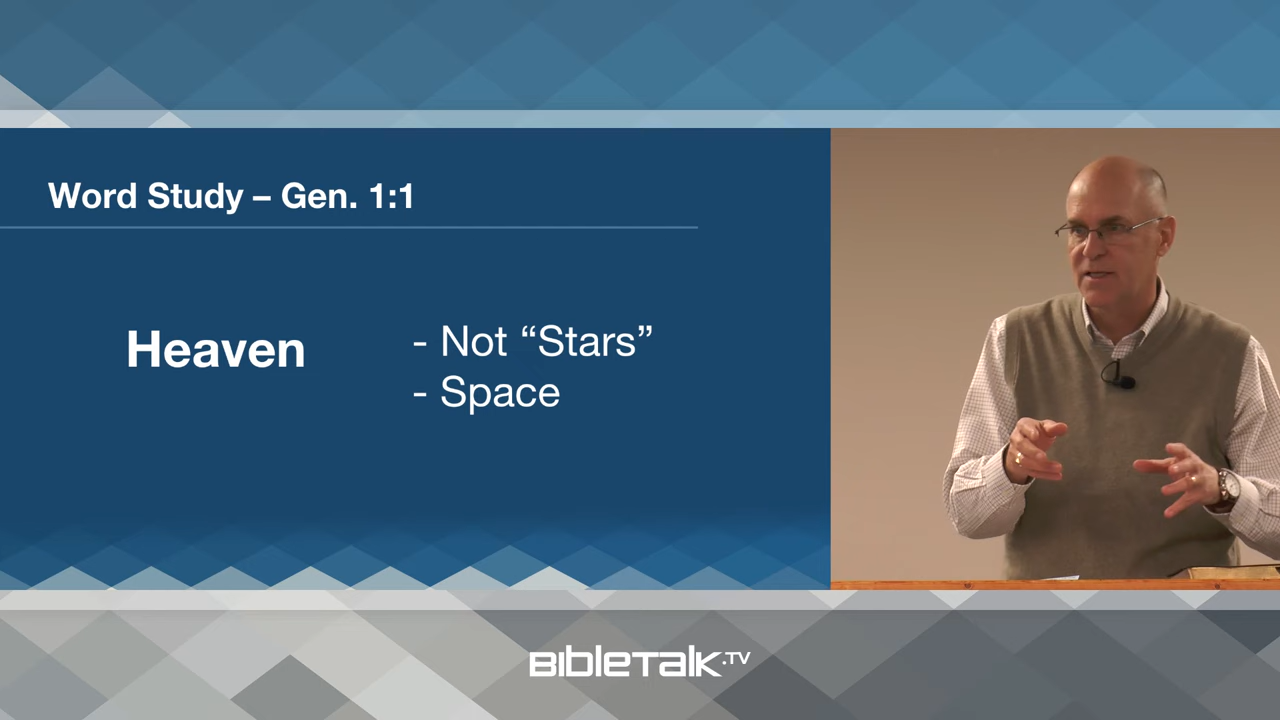 Word Study – Gen. 1:1
Heaven
- Not “Stars”
- Space
BIBLETALK.TV